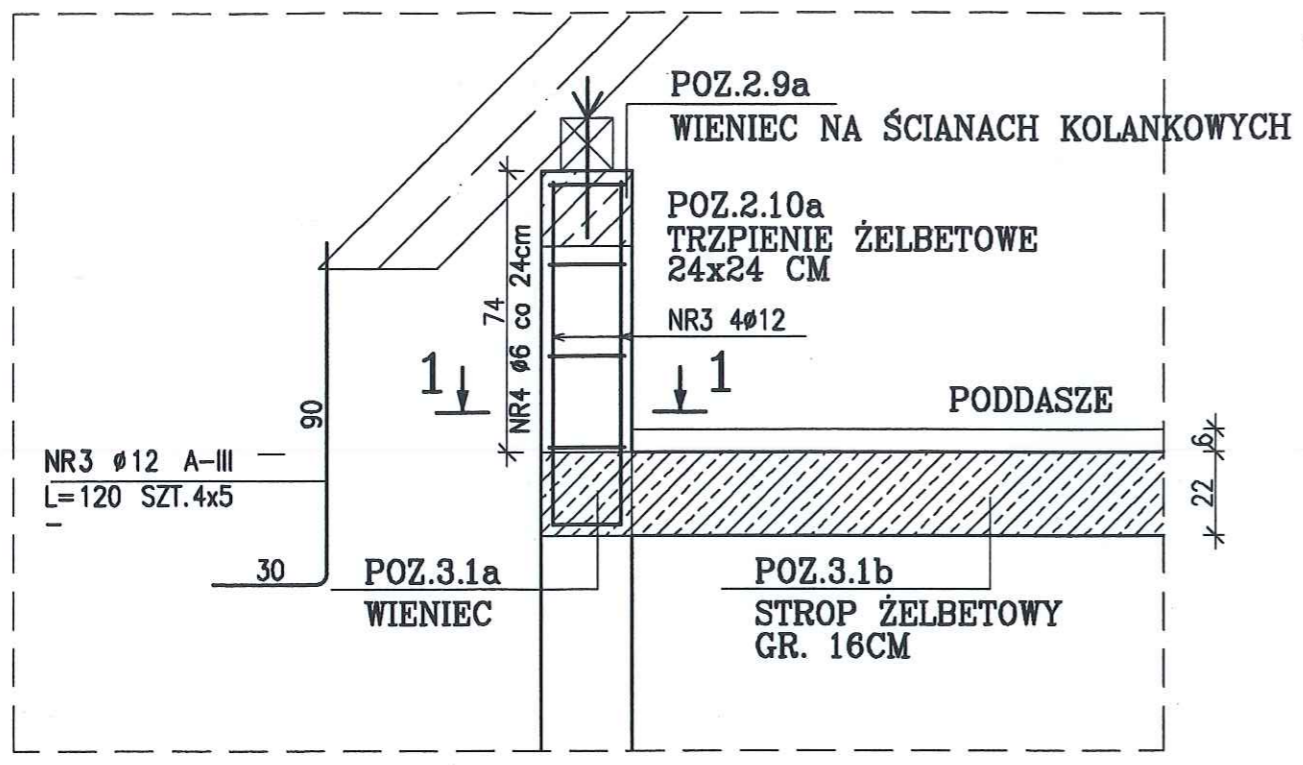 POZ.2.9a
WIENIEC NA ŚCIANACH KOLANKOWYCH
POZ.2.10a
TRZPIENIE ŻELBETOWE
24x24 CM
74
NR4 ø6 co 24cm
NR3 4ø12
1
1
PODDASZE
90
6
22
NR3 ø12 A-III
L=120 SZT.4x5
30
POZ.3.1a
WIENIEC
POZ.3.1b
STROP ŻELBETOWY
GR. 16CM